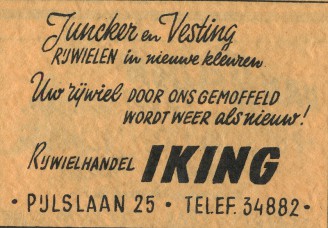 Juncker en Vesting
RIJWIELEN in nieuwe kleuren
Uw rijwiel DOOR ONS GEMOFFELD
WORDT WEER als nieuw!
RIJWIELHANDEL IKING
• PIJLSLAAN 25 • TELEF. 34882 •